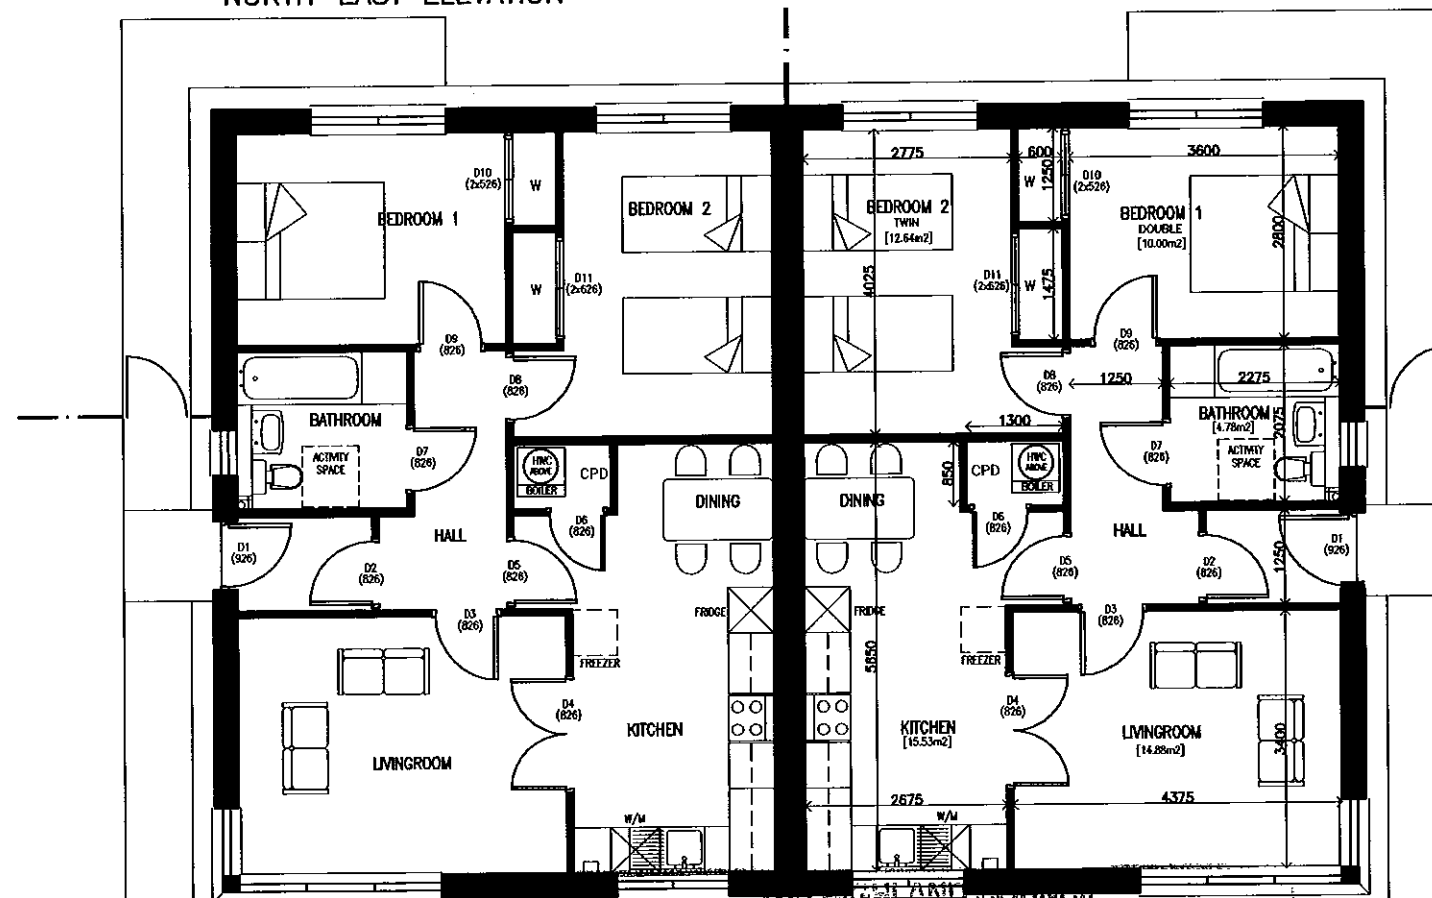 NORTH EAST ELEVATION
2775
600
3600
D10
(2x526)
W
1250
W
D10
(2x526)
BEDROOM 1
BEDROOM 2
BEDROOM 2
TWIN
[12.64m2]
BEDROOM 1
DOUBLE
[10.00m2]
2800
W
D11
(2x626)
4025
D11
(2x626)
W
1475
D9
(826)
D9
(826)
D8
(826)
D8
(826)
1250
2275
BATHROOM
1300
BATHROOM
[4.78m2]
2075
D7
(826)
ACTIVITY
SPACE
HWC
ABOVE
BOILER
CPD
850
CPD
HWC
ABOVE
BOILER
D7
(826)
ACTIVITY
SPACE
DINING
DINING
D6
(826)
D6
(826)
HALL
HALL
D1
(926)
D2
(826)
D5
(826)
D5
(826)
D2
(826)
1250
D1
(926)
D3
(826)
FRIDGE
FRIDGE
D3
(826)
FREEZER
5850
FREEZER
D4
(826)
D4
(826)
KITCHEN
KITCHEN
[15.53m2]
LIVINGROOM
[14.88m2]
3400
LIVINGROOM
2675
4375
W/M
W/M